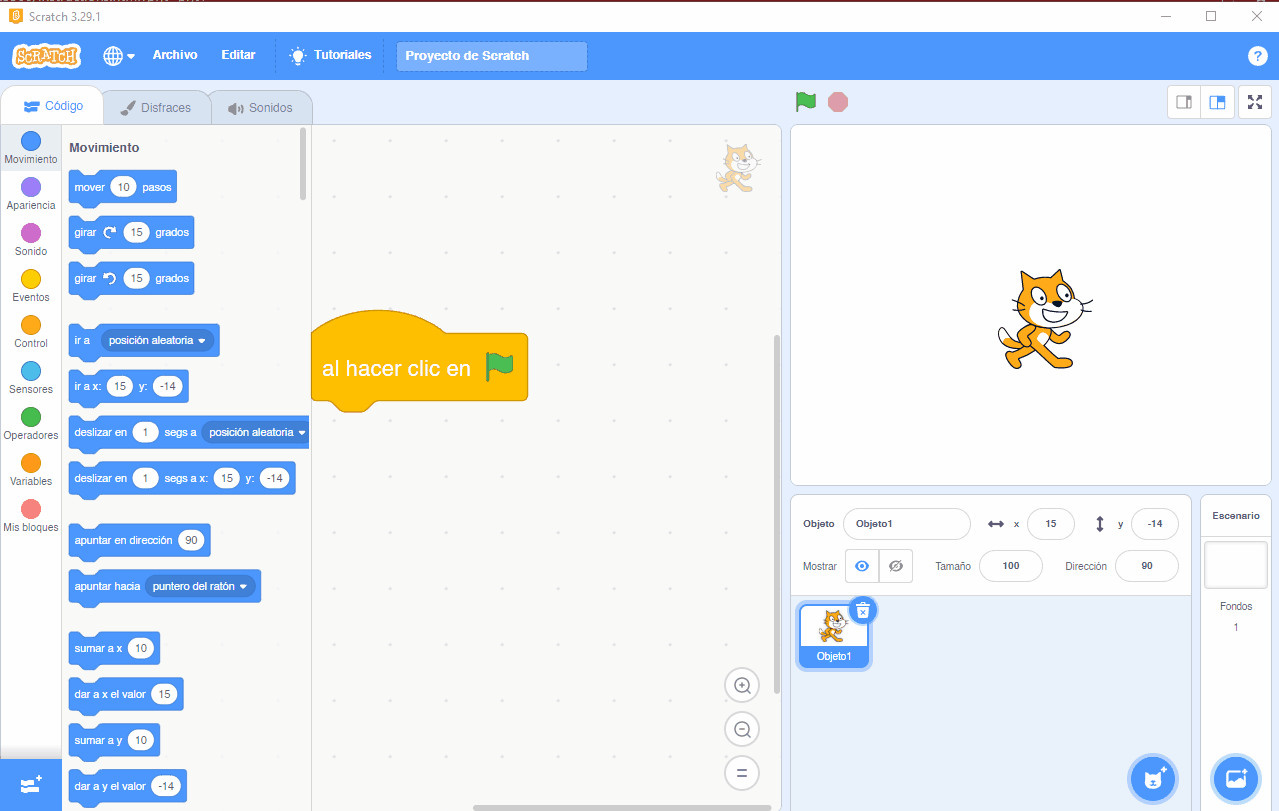 Scratch 3.29.1
SCRATCH
Archivo
Editar
Tutoriales
Proyecto de Scratch
?
Código
Disfraces
Sonidos
Movimiento
Apariencia
Sonido
Eventos
Control
Sensores
Operadores
Variables
Mis bloques
Movimiento
mover 10 pasos
girar 15 grados
girar 15 grados
ir a posición aleatoria
ir a x: 15 y: -14
deslizar en 1 segs a posición aleatoria
deslizar en 1 segs a x: 15 y: -14
apuntar en dirección 90
apuntar hacia puntero del ratón
sumar a x 10
dar a x el valor 15
sumar a y 10
dar a y el valor -14
al hacer clic en
Objeto Objeto1 x 15 y -14
Mostrar Tamaño 100 Dirección 90
Objeto1
Escenario
Fondos
1